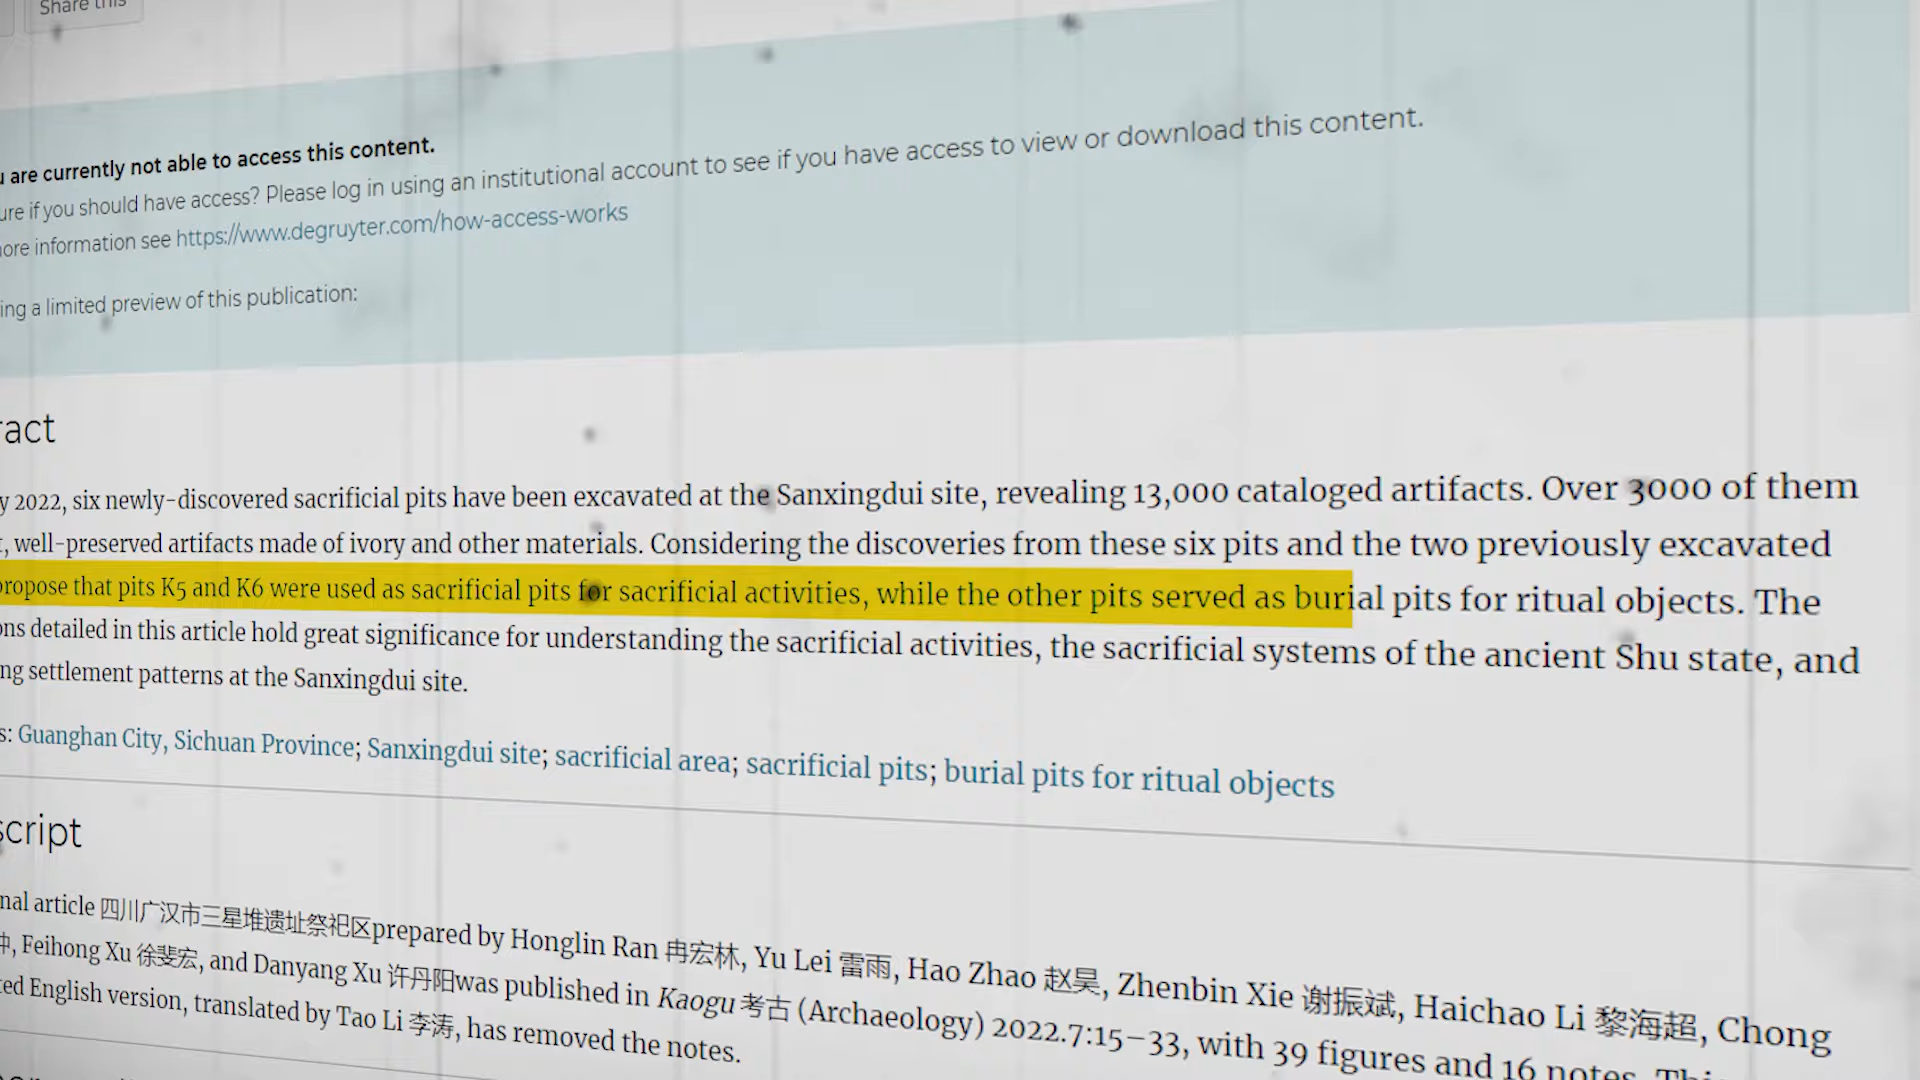 Share this
are currently not able to access this content.
if you should have access? Please log in using an institutional account to see if you have access to view or download this content.
information see https://www.degruyter.com/how-access-works
ing a limited preview of this publication:
ract
y 2022, six newly-discovered sacrificial pits have been excavated at the Sanxingdui site, revealing 13,000 cataloged artifacts. Over 3000 of them
, well-preserved artifacts made of ivory and other materials. Considering the discoveries from these six pits and the two previously excavated
ropose that pits K5 and K6 were used as sacrificial pits for sacrificial activities, while the other pits served as burial pits for ritual objects. The
ons detailed in this article hold great significance for understanding the sacrificial activities, the sacrificial systems of the ancient Shu state, and
ng settlement patterns at the Sanxingdui site.
s: Guanghan City, Sichuan Province; Sanxingdui site; sacrificial area; sacrificial pits; burial pits for ritual objects
script
nal article 四川广汉市三星堆遗址祭祀区prepared by Honglin Ran 冉宏林, Yu Lei 雷雨, Hao Zhao 赵昊, Zhenbin Xie 谢振斌, Haichao Li 黎海超, Chong
, Feihong Xu 徐斐宏, and Danyang Xu 许丹阳was published in Kaogu 考古 (Archaeology) 2022.7:15–33, with 39 figures and 16 notes. This
ted English version, translated by Tao Li 李涛, has removed the notes.